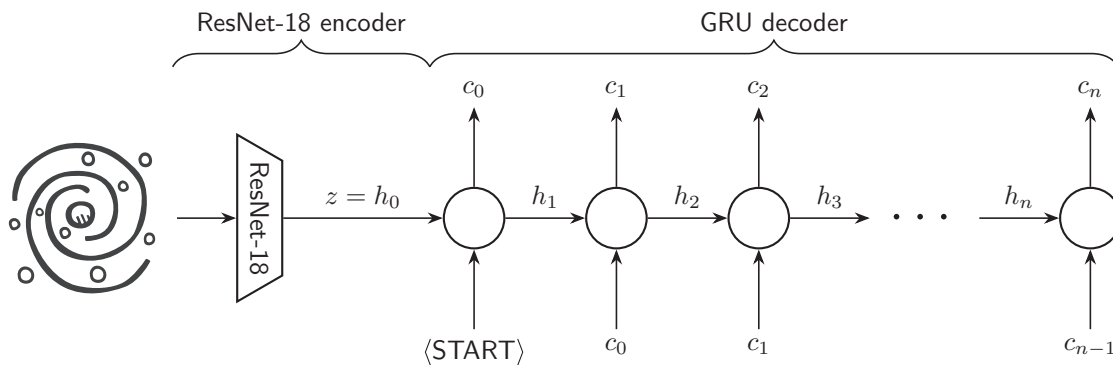 ResNet-18 encoder GRU decoder
c₀ c₁ c₂ cₙ
ResNet-18
z = h₀ h₁ h₂ h₃ · · · hₙ
⟨START⟩ c₀ c₁ cₙ₋₁